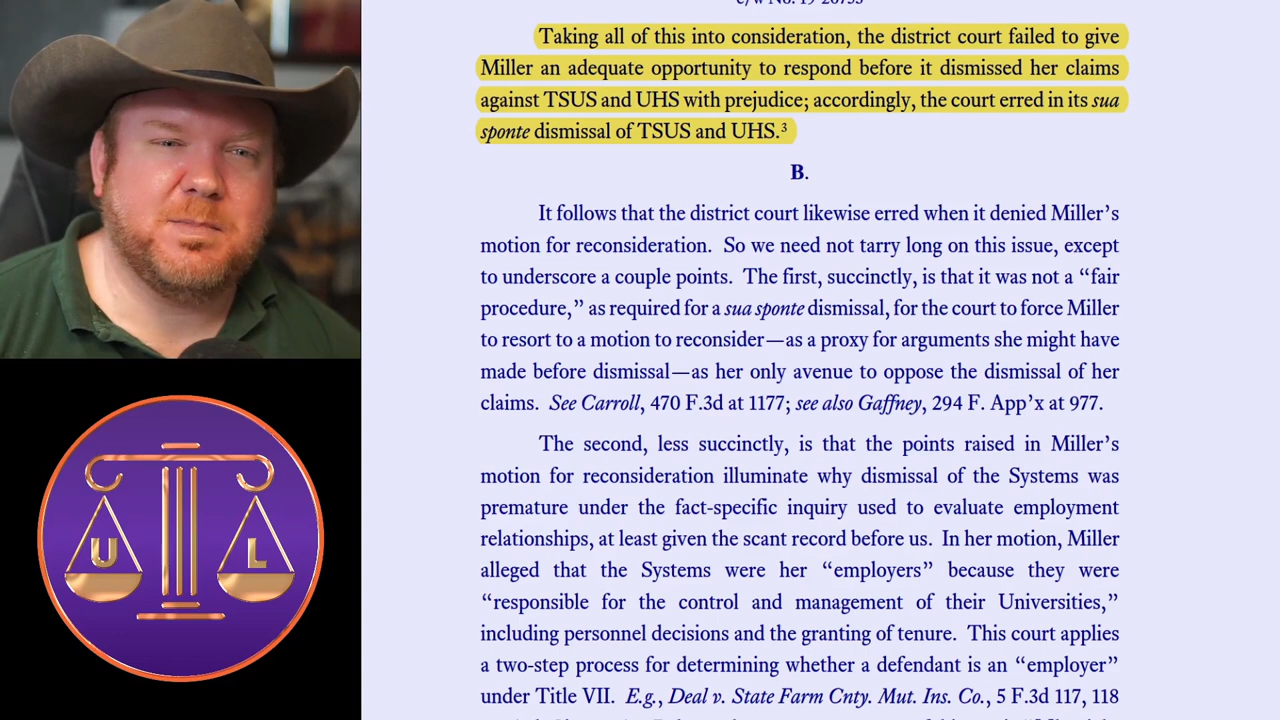 c/w No. 19-20753
Taking all of this into consideration, the district court failed to give
Miller an adequate opportunity to respond before it dismissed her claims
against TSUS and UHS with prejudice; accordingly, the court erred in its sua
sponte dismissal of TSUS and UHS.³
B.
It follows that the district court likewise erred when it denied Miller’s
motion for reconsideration. So we need not tarry long on this issue, except
to underscore a couple points. The first, succinctly, is that it was not a “fair
procedure,” as required for a sua sponte dismissal, for the court to force Miller
to resort to a motion to reconsider—as a proxy for arguments she might have
made before dismissal—as her only avenue to oppose the dismissal of her
claims. See Carroll, 470 F.3d at 1177; see also Gaffney, 294 F. App’x at 977.
The second, less succinctly, is that the points raised in Miller’s
motion for reconsideration illuminate why dismissal of the Systems was
premature under the fact-specific inquiry used to evaluate employment
relationships, at least given the scant record before us. In her motion, Miller
alleged that the Systems were her “employers” because they were
“responsible for the control and management of their Universities,”
including personnel decisions and the granting of tenure. This court applies
a two-step process for determining whether a defendant is an “employer”
under Title VII. E.g., Deal v. State Farm Cnty. Mut. Ins. Co., 5 F.3d 117, 118
U L